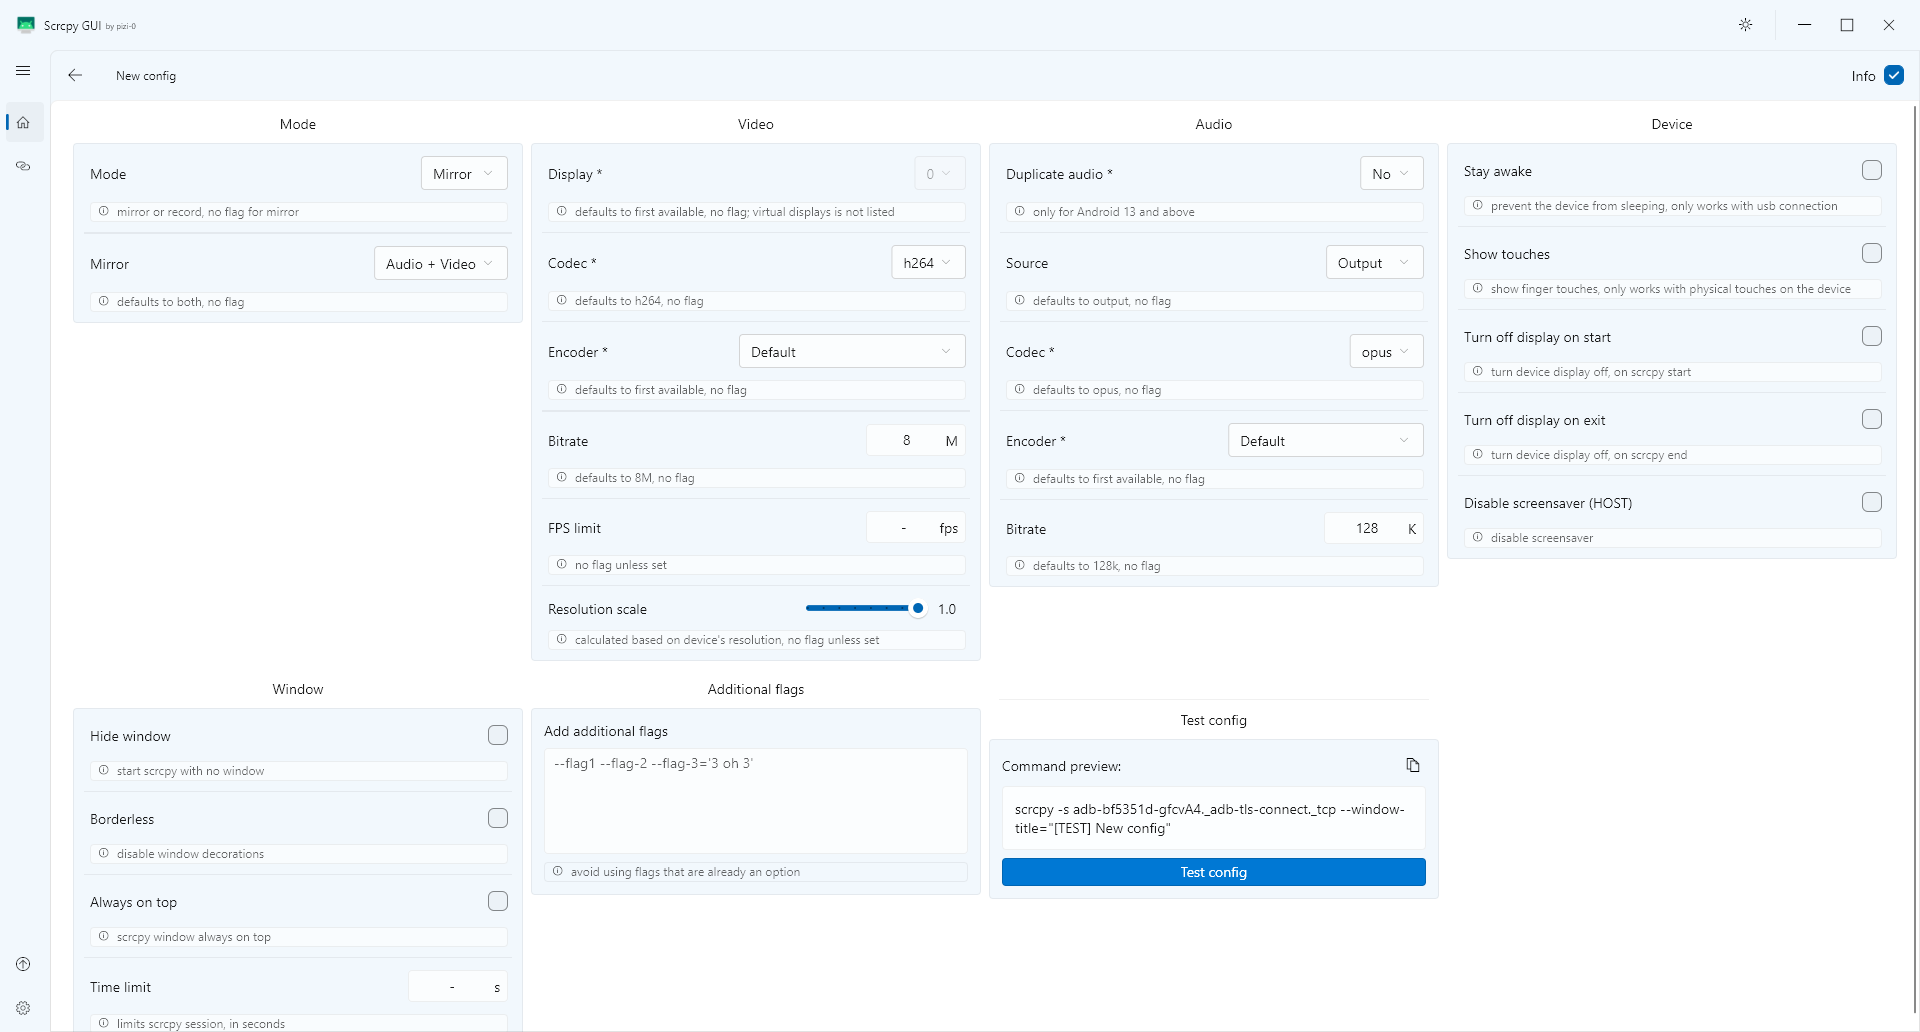 Scrcpy GUI by pizi-0
New config
Info
Mode
Mode
Mirror
mirror or record, no flag for mirror
Mirror
Audio + Video
defaults to both, no flag
Video
Display *
0
defaults to first available, no flag; virtual displays is not listed
Codec *
h264
defaults to h264, no flag
Encoder *
Default
defaults to first available, no flag
Bitrate
8 M
defaults to 8M, no flag
FPS limit
- fps
no flag unless set
Resolution scale
1.0
calculated based on device's resolution, no flag unless set
Audio
Duplicate audio *
No
only for Android 13 and above
Source
Output
defaults to output, no flag
Codec *
opus
defaults to opus, no flag
Encoder *
Default
defaults to first available, no flag
Bitrate
128 K
defaults to 128k, no flag
Device
Stay awake
prevent the device from sleeping, only works with usb connection
Show touches
show finger touches, only works with physical touches on the device
Turn off display on start
turn device display off, on scrcpy start
Turn off display on exit
turn device display off, on scrcpy end
Disable screensaver (HOST)
disable screensaver
Window
Hide window
start scrcpy with no window
Borderless
disable window decorations
Always on top
scrcpy window always on top
Time limit
- s
limits scrcpy session, in seconds
Additional flags
Add additional flags
--flag1 --flag-2 --flag-3='3 oh 3'
avoid using flags that are already an option
Test config
Command preview:
scrcpy -s adb-bf5351d-gfcvA4._adb-tls-connect._tcp --window-
title="[TEST] New config"
Test config